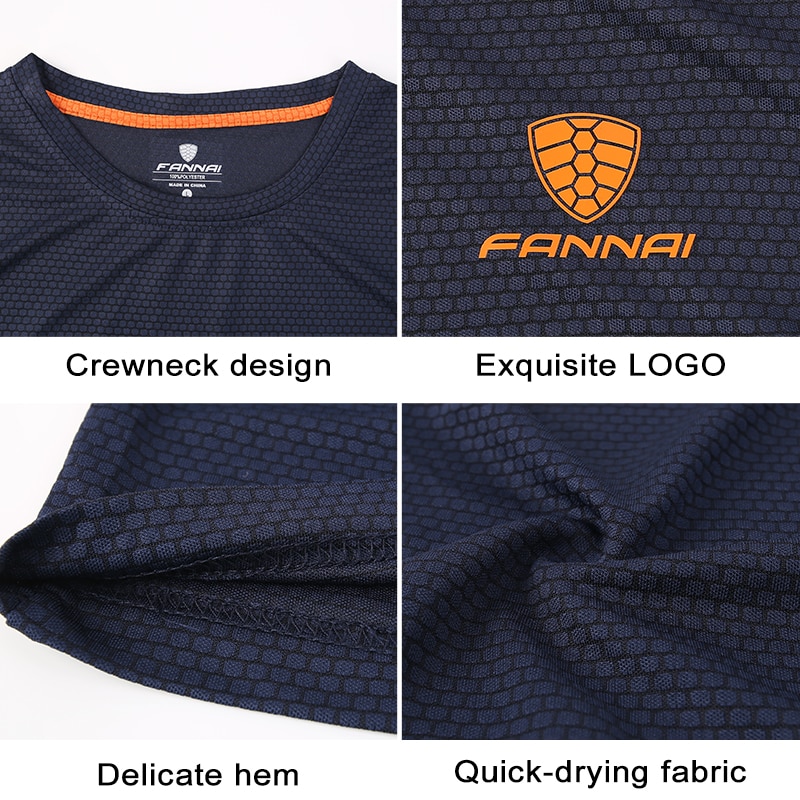 FANNAI
100%POLYESTER
MADE IN CHINA
L
FANNAI
Crewneck design
Exquisite LOGO
Delicate hem
Quick-drying fabric